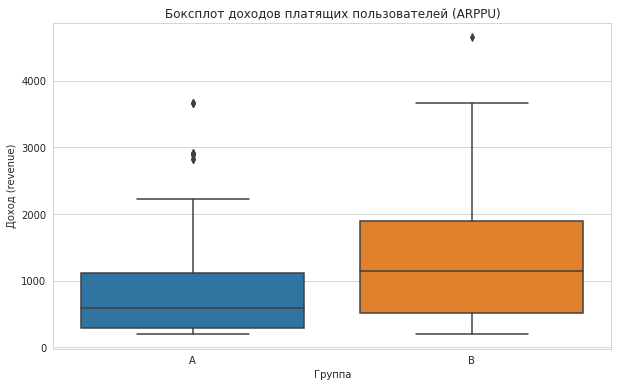 Боксплот доходов платящих пользователей (ARPPU)
4000
3000
2000
1000
0
Доход (revenue)
A
B
Группа